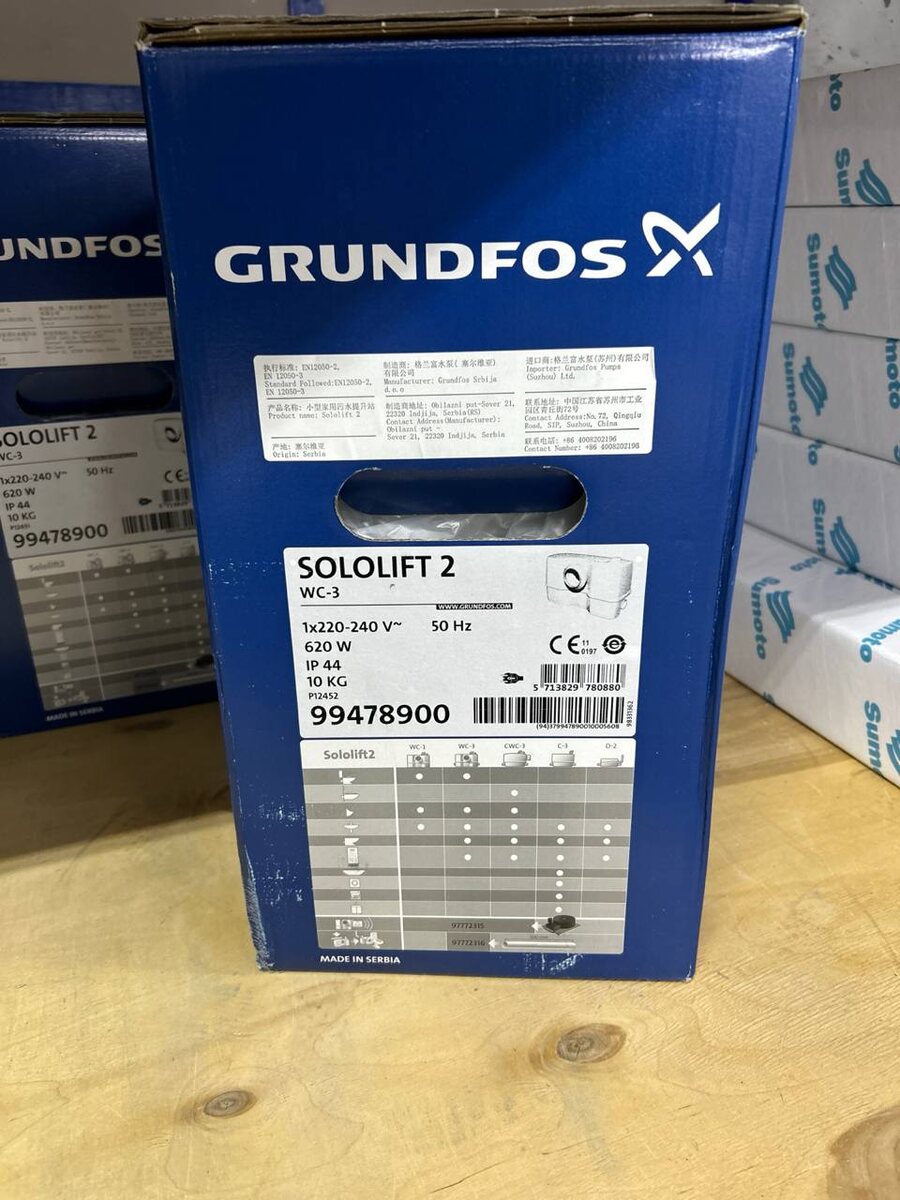 GRUNDFOS
执行标准: EN12050-2,
EN 12050-3
Standard Followed:EN12050-2,
EN 12050-3
产品名称: 小型家用污水提升站
Product name: Sololift 2
产地: 塞尔维亚
Origin: Serbia
制造商: 格兰富水泵( 塞尔维亚)
有限公司
Manufacturer: Grundfos Srbija
d.o.o
制造商地址: Obilazni put-Sever 21,
22320 Indjija, Serbia(RS)
Contact Address(Manufacturer):
Obilazni put -
Sever 21, 22320 Indjija, Serbia
进口商:格兰富水泵(苏州)有限公司
Importer: Grundfos Pumps
(Suzhou) Ltd.
联系地址: 中国江苏省苏州市工业
园区青丘街72号
Contact Address:No.72, Qingqiu
Road, SIP, Suzhou, China
联系电话: +86 4008202196
Contact Number: +86 4008202196
SOLOLIFT 2
WC-3
WWW.GRUNDFOS.COM
1x220-240 V~ 50 Hz
620 W
IP 44
10 KG
P12452
99478900
CE 11
0197
5 713829 780880
(94)379947890010005608
98331362
Sololift2
WC-1 WC-3 CWC-3 C-3 D-2
97772315
97772316
MADE IN SERBIA
UNDFOS
SOLOLIFT 2
WC-3
1x220-240 V~ 50 Hz
620 W
IP 44
10 KG
99478900
Sololift2
MADE IN SERBIA
Sumoto
Sumoto
Sumoto
Sumoto
Sumoto
Sumoto